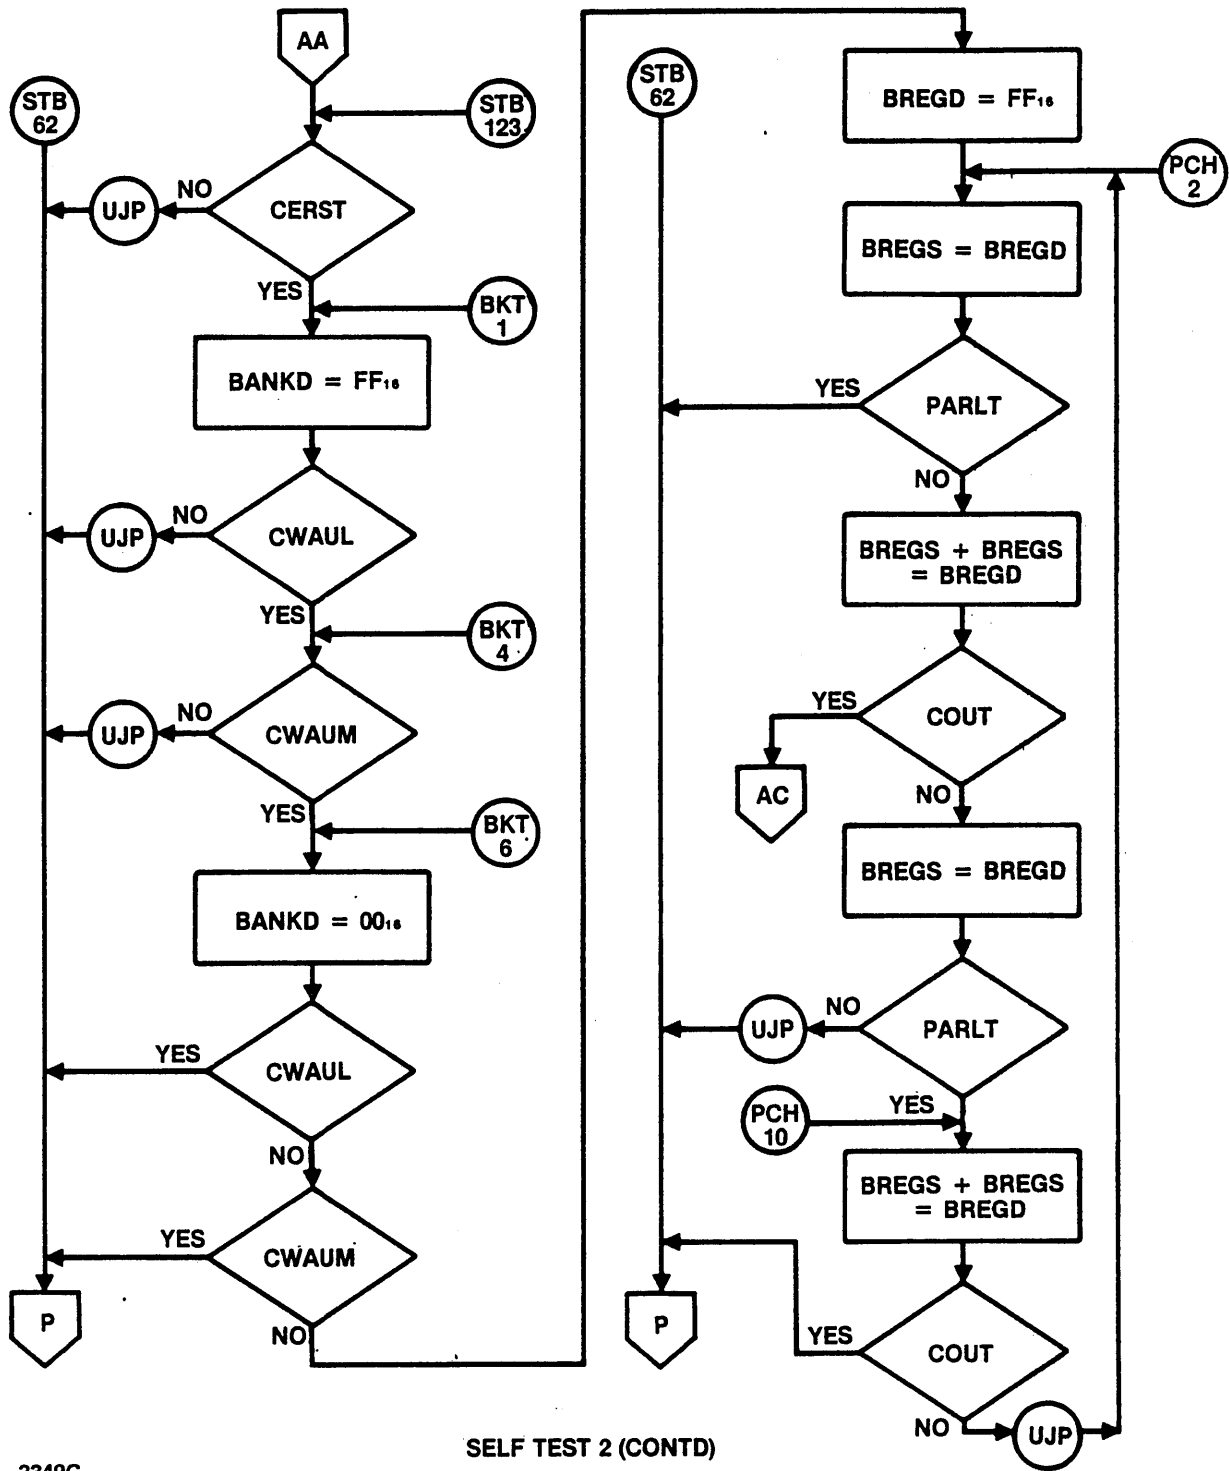 AA
STB
62
STB
123
CERST
NO
UJP
YES
BKT
1
BANKD = FF₁₆
CWAUL
NO
UJP
YES
BKT
4
CWAUM
NO
UJP
YES
BKT
6
BANKD = 00₁₆
CWAUL
YES
NO
CWAUM
YES
NO
P
STB
62
BREGD = FF₁₆
PCH
2
BREGS = BREGD
PARLT
YES
NO
BREGS + BREGS
= BREGD
COUT
YES
AC
NO
BREGS = BREGD
PARLT
NO
UJP
YES
PCH
10
BREGS + BREGS
= BREGD
COUT
YES
P
NO
UJP
SELF TEST 2 (CONTD)